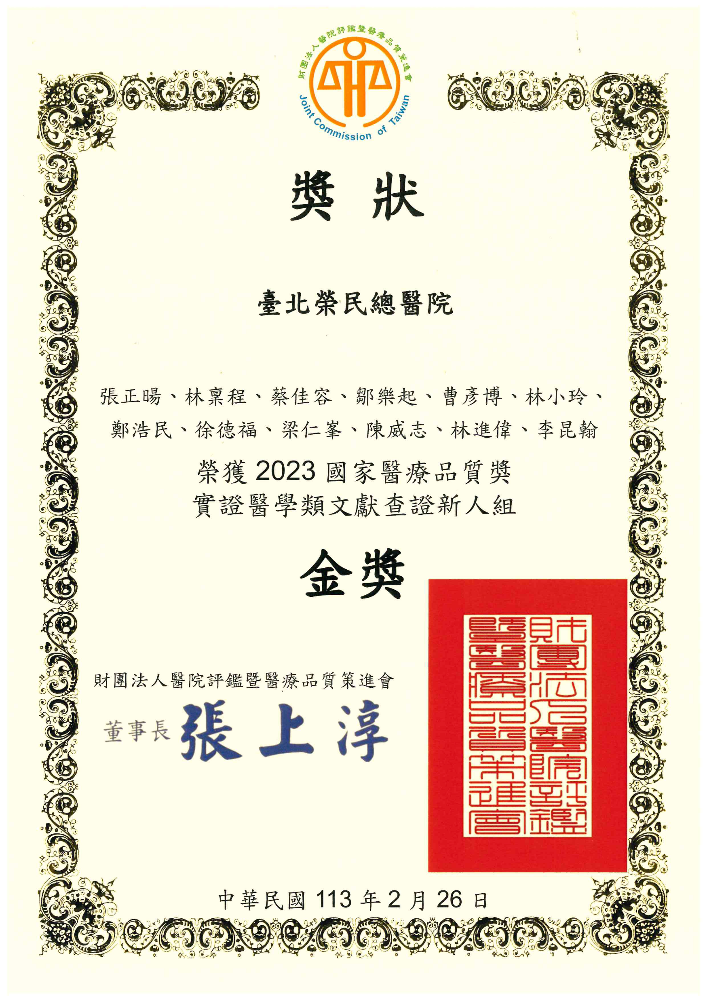 財團法人醫院評鑑暨醫療品質策進會
Joint Commission of Taiwan
獎狀
臺北榮民總醫院
張正暘、林稟程、蔡佳容、鄒樂起、曹彥博、林小玲、
鄭浩民、徐德福、梁仁峯、陳威志、林進偉、李昆翰
榮獲 2023 國家醫療品質獎
實證醫學類文獻查證新人組
金獎
財團法人醫院評鑑暨醫療品質策進會
董事長 張上淳
財團法人醫院評鑑
暨醫療品質策進會
中華民國 113 年 2 月 26 日